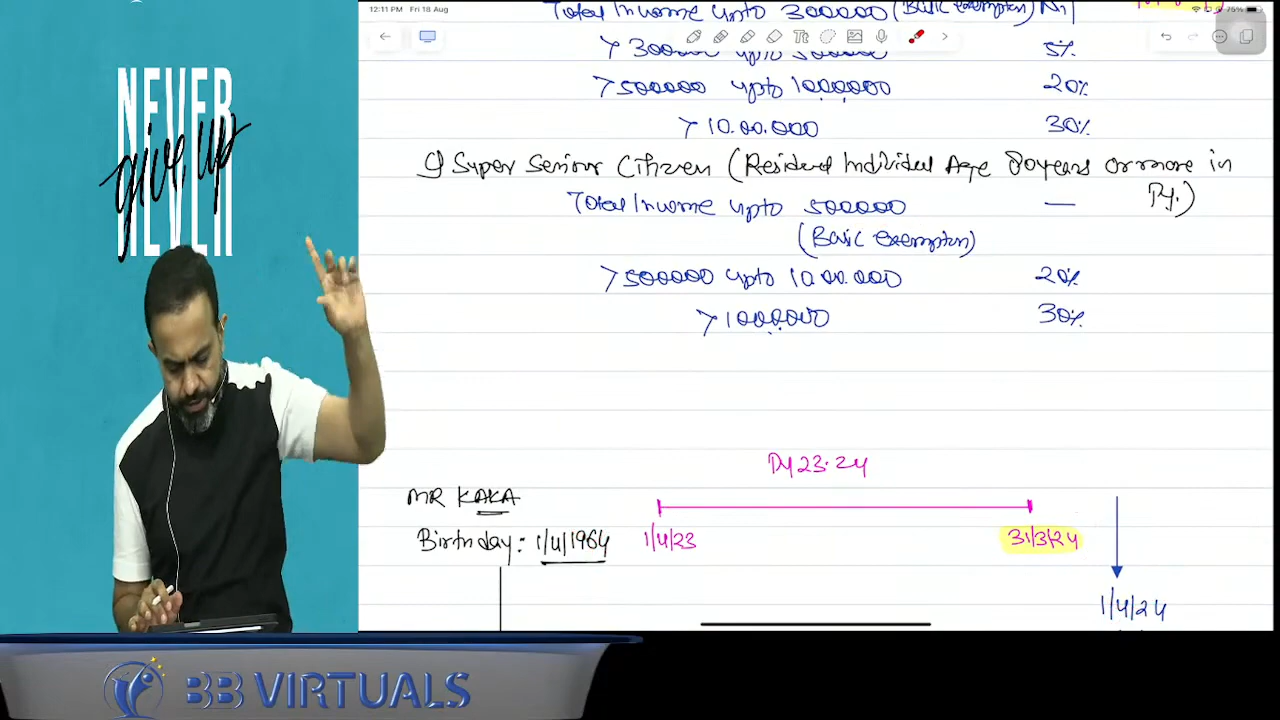 12:11 PM Fri 18 Aug
75%
Total Income upto 300000 (Basic exemption) Nil
> 300000 upto 500000 5%
> 500000 upto 1000000 20%
> 10.00.000 30%
c) Super Senior Citizen (Resident Individual Age 80 years or more in P.Y.)
Total Income upto 500000 —
(Basic exemption)
> 500000 upto 10.00.000 20%
> 1000000 30%
PY 23.24
MR KAKA
Birthday: 1/4/1964 1/4/23 31/3/24
1/4/24
NEVER
give up
NEVER
BB VIRTUALS